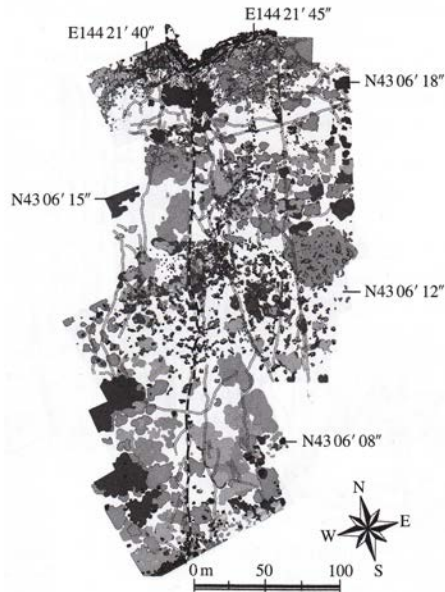 E144 21′ 45″
E144 21′ 40″
N43 06′ 18″
N43 06′ 15″
N43 06′ 12″
N43 06′ 08″
N
W E
S
0 m 50 100